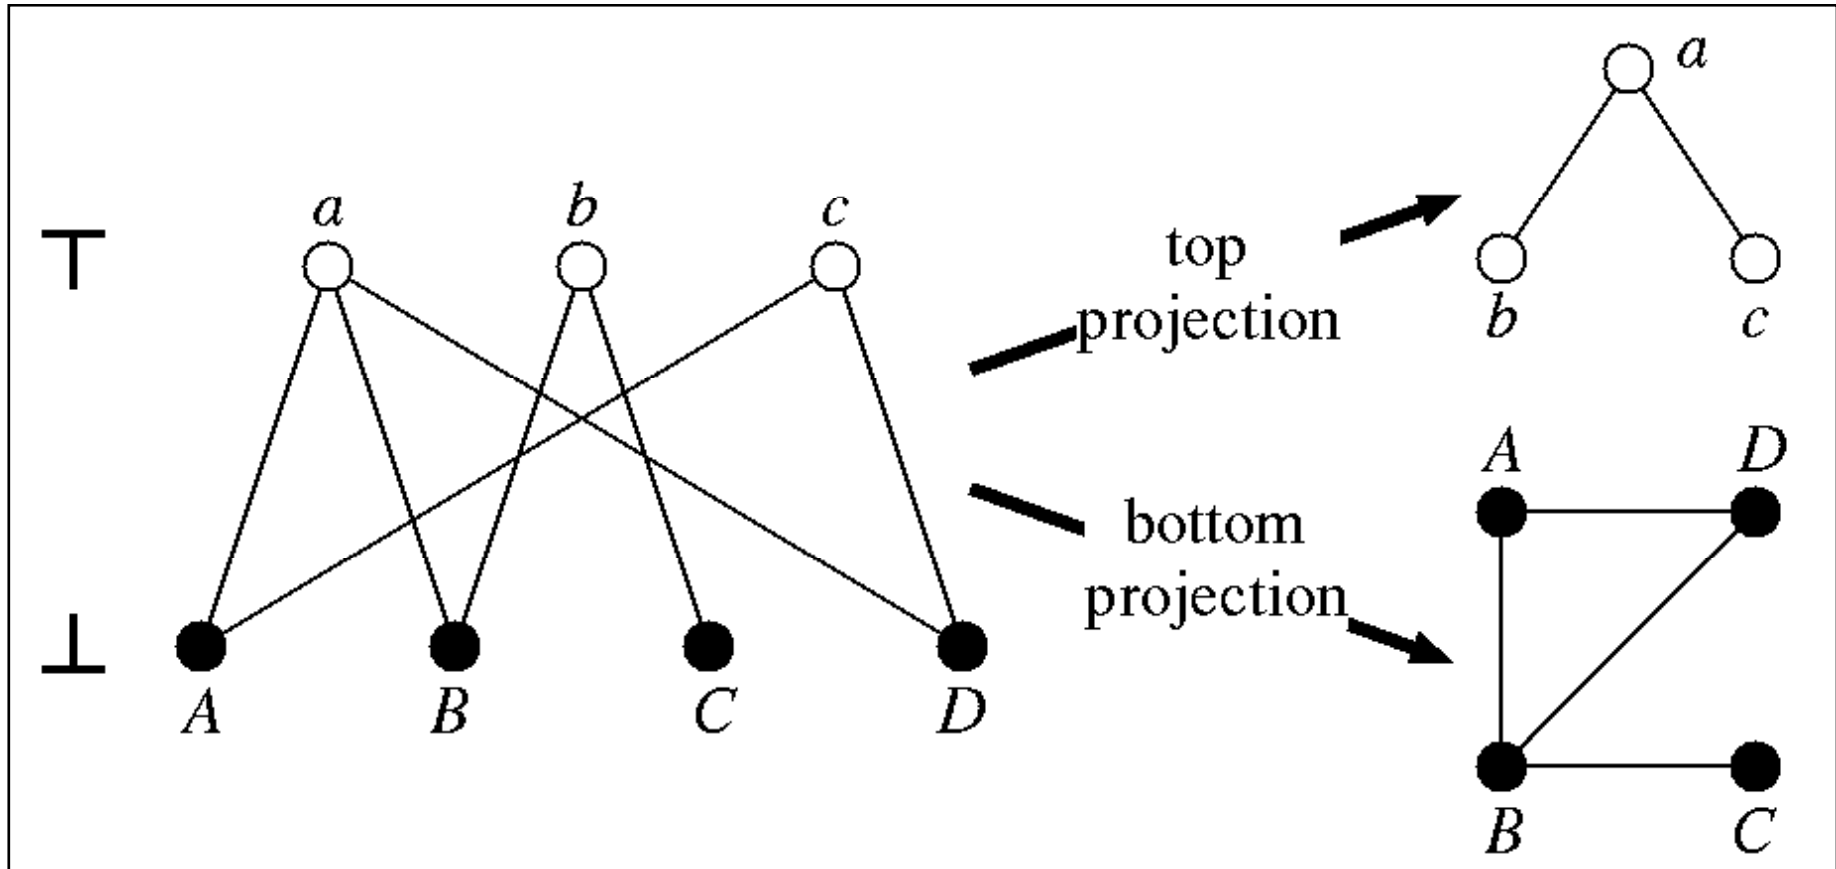 a
a b c
⊤
top
projection
b c
A D
bottom
projection
⊥
A B C D
B C